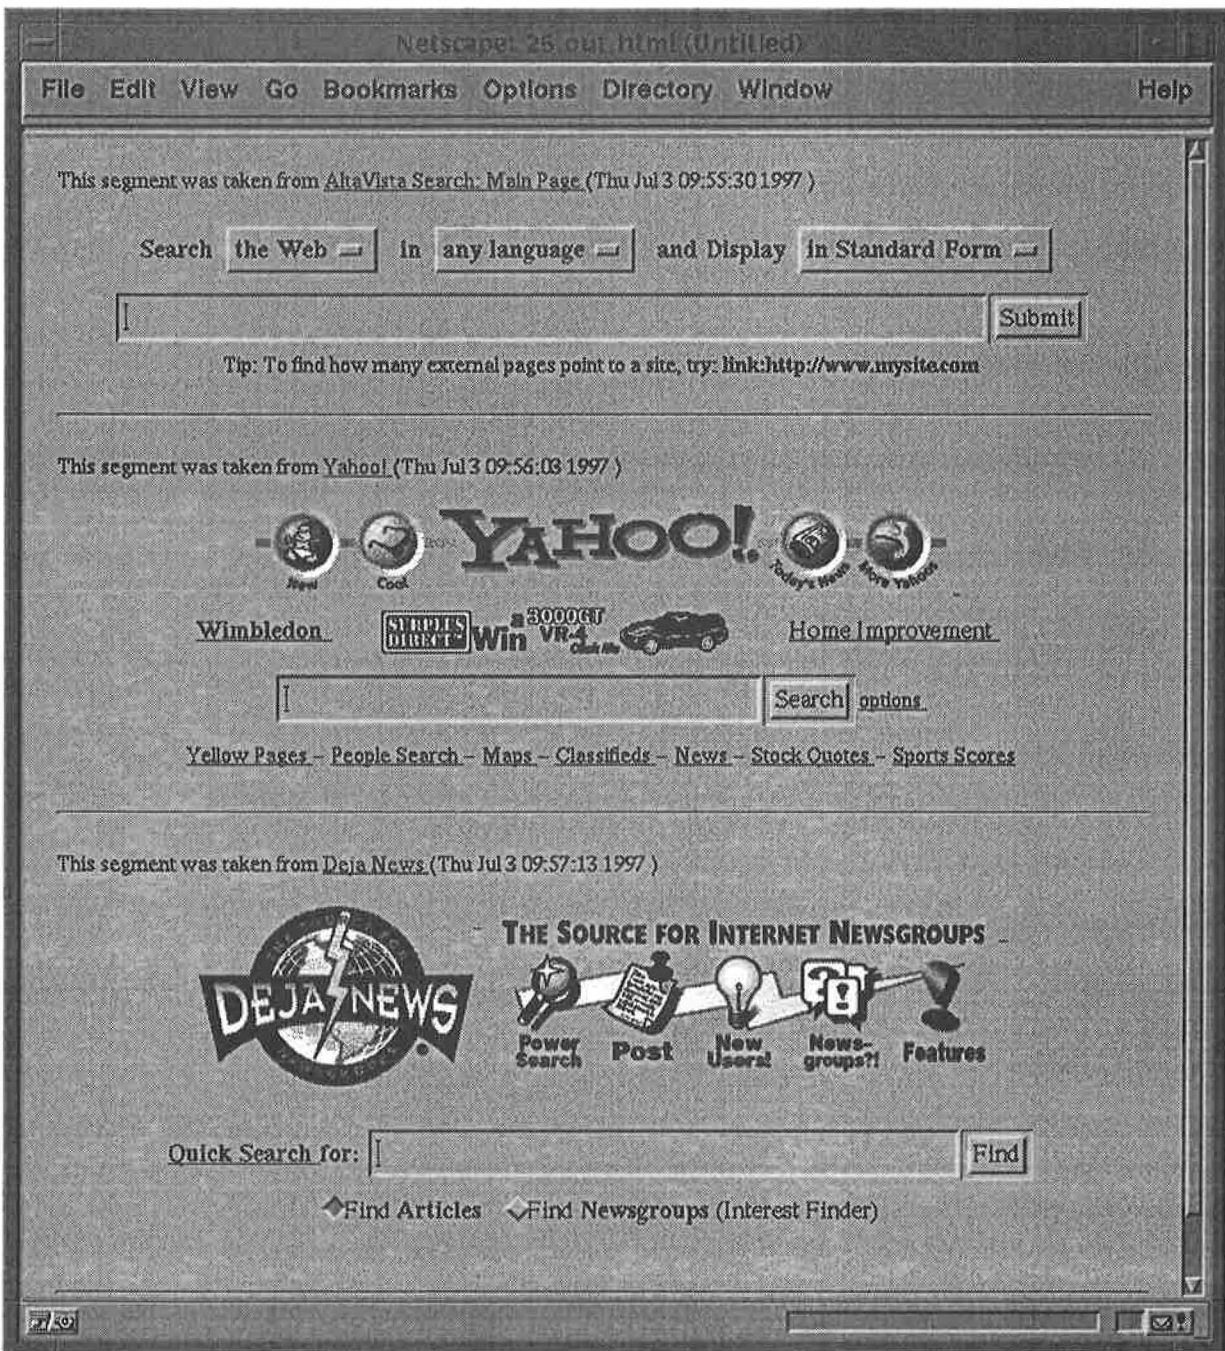 Netscape: 25_out.html (Untitled)
File Edit View Go Bookmarks Options Directory Window Help
This segment was taken from AltaVista Search: Main Page (Thu Jul 3 09:55:30 1997 )
Search the Web in any language and Display in Standard Form
Submit
Tip: To find how many external pages point to a site, try: link:http://www.mysite.com
This segment was taken from Yahoo! (Thu Jul 3 09:56:03 1997 )
YAHOO!
New Cool Today's News More Yahoos
Wimbledon SURPLUS DIRECT Win a 3000GT VR-4 Click Me Home Improvement
Search options
Yellow Pages – People Search – Maps – Classifieds – News – Stock Quotes – Sports Scores
This segment was taken from Deja News (Thu Jul 3 09:57:13 1997 )
THE SOURCE FOR INTERNET NEWSGROUPS
DEJA NEWS
Power Search Post New Users! News-groups?! Features
Quick Search for: Find
Find Articles Find Newsgroups (Interest Finder)